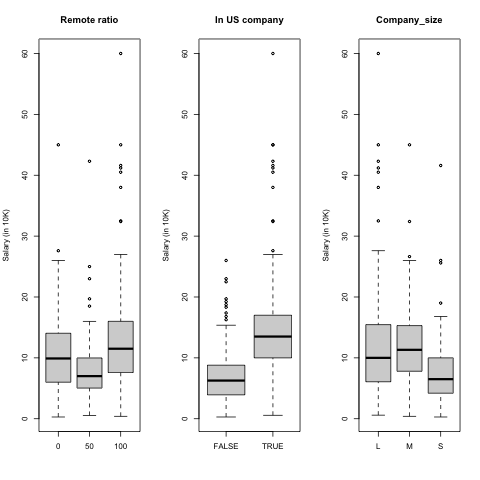 Remote ratio
In US company
Company_size
Salary (in 10K)
0
10
20
30
40
50
60
0
50
100
Salary (in 10K)
0
10
20
30
40
50
60
FALSE
TRUE
Salary (in 10K)
0
10
20
30
40
50
60
L
M
S